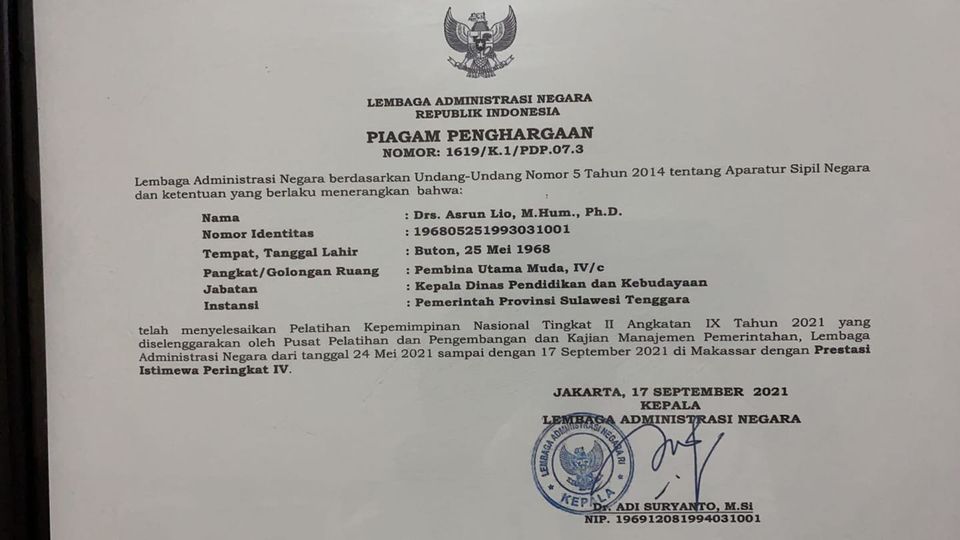 LEMBAGA ADMINISTRASI NEGARA
REPUBLIK INDONESIA
PIAGAM PENGHARGAAN
NOMOR: 1619/K.1/PDP.07.3
Lembaga Administrasi Negara berdasarkan Undang-Undang Nomor 5 Tahun 2014 tentang Aparatur Sipil Negara
dan ketentuan yang berlaku menerangkan bahwa:
Nama : Drs. Asrun Lio, M.Hum., Ph.D.
Nomor Identitas : 196805251993031001
Tempat, Tanggal Lahir : Buton, 25 Mei 1968
Pangkat/Golongan Ruang : Pembina Utama Muda, IV/c
Jabatan : Kepala Dinas Pendidikan dan Kebudayaan
Instansi : Pemerintah Provinsi Sulawesi Tenggara
telah menyelesaikan Pelatihan Kepemimpinan Nasional Tingkat II Angkatan IX Tahun 2021 yang
diselenggarakan oleh Pusat Pelatihan dan Pengembangan dan Kajian Manajemen Pemerintahan, Lembaga
Administrasi Negara dari tanggal 24 Mei 2021 sampai dengan 17 September 2021 di Makassar dengan Prestasi
Istimewa Peringkat IV.
JAKARTA, 17 SEPTEMBER 2021
KEPALA
LEMBAGA ADMINISTRASI NEGARA
LEMBAGA ADMINISTRASI NEGARA RI
KEPALA
Dr. ADI SURYANTO, M.Si
NIP. 196912081994031001